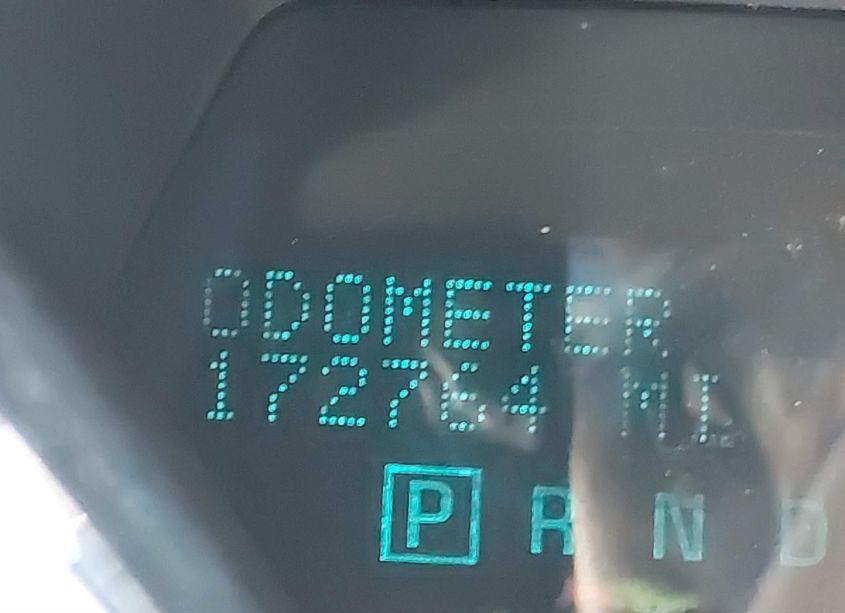 ODOMETER
172764 MI
P R N D